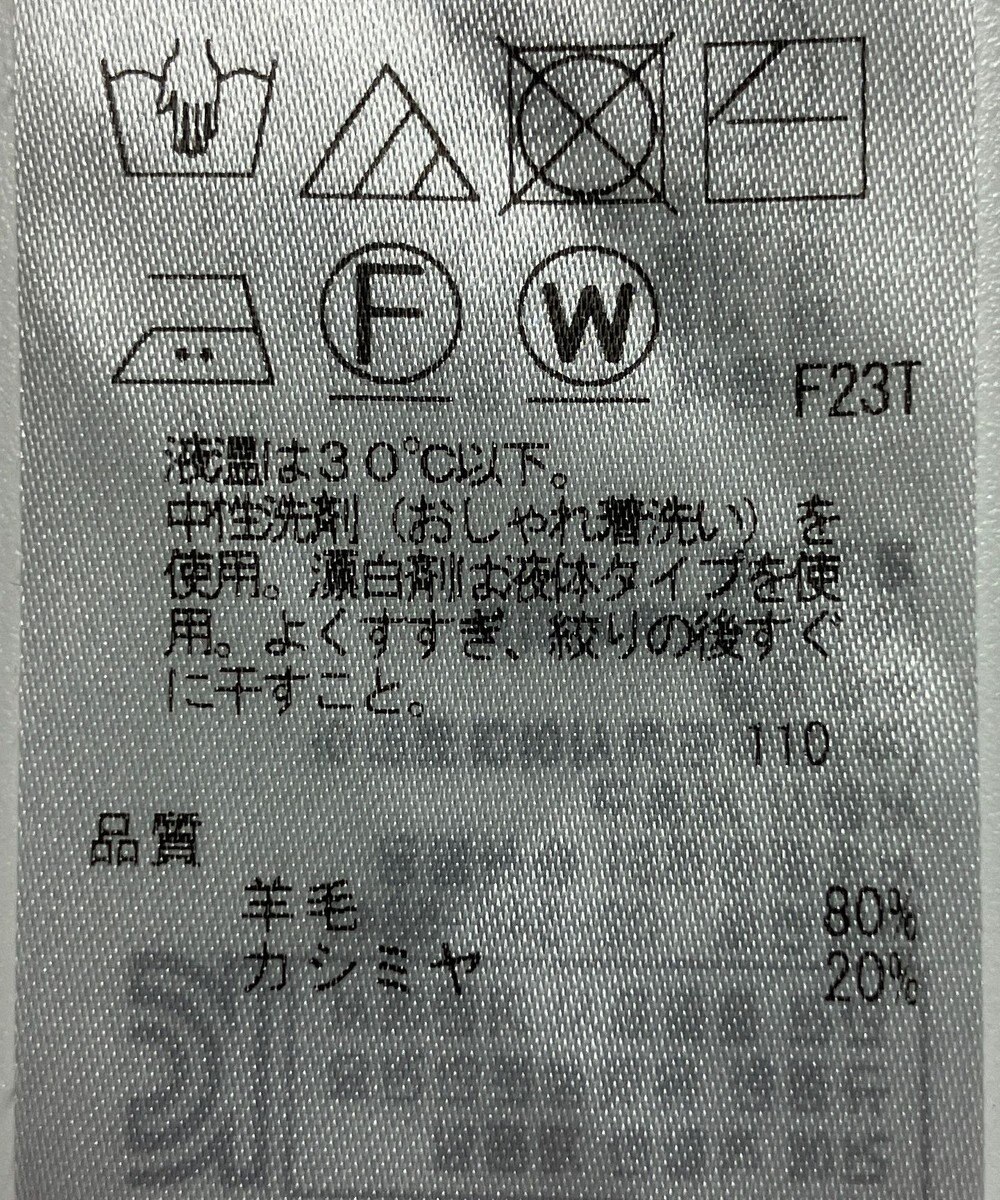 F
W
F23T
液温は30℃以下。
中性洗剤（おしゃれ着洗い）を
使用。漂白剤は液体タイプを使
用。よくすすぎ、絞りの後すぐ
に干すこと。
110
品質
羊毛 80%
カシミヤ 20%